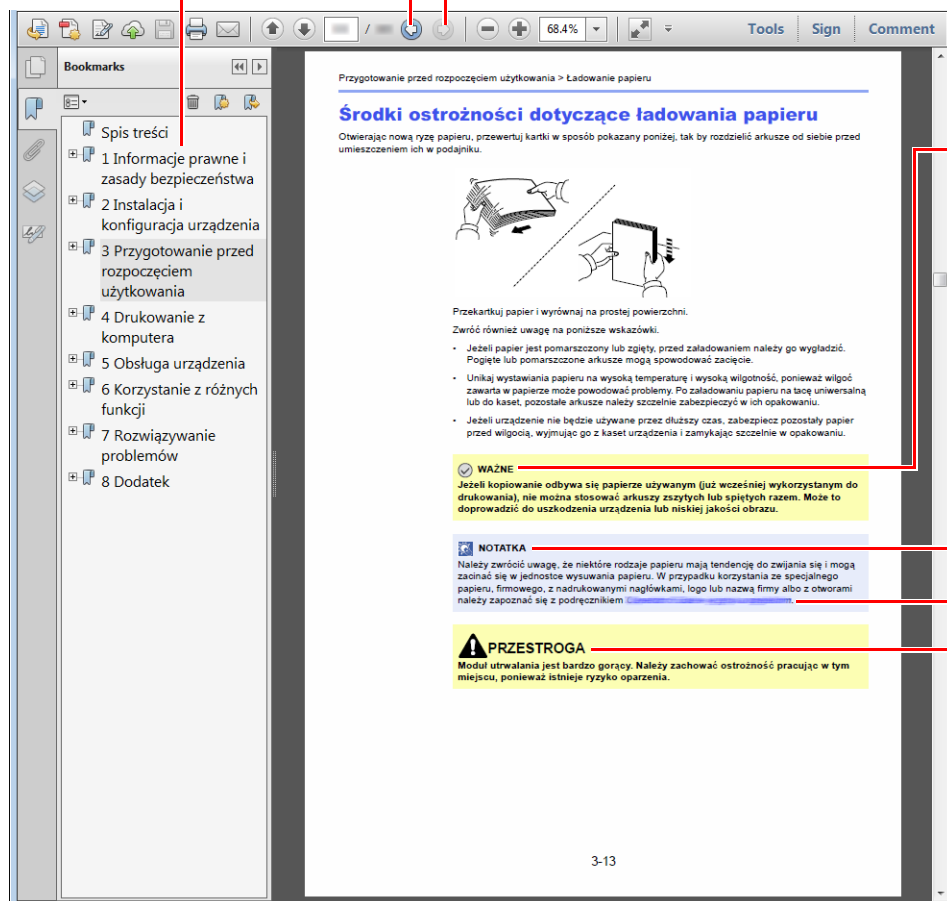 /
68.4%
Tools
Sign
Comment
Bookmarks
Spis treści
1 Informacje prawne i
zasady bezpieczeństwa
2 Instalacja i
konfiguracja urządzenia
3 Przygotowanie przed
rozpoczęciem
użytkowania
4 Drukowanie z
komputera
5 Obsługa urządzenia
6 Korzystanie z różnych
funkcji
7 Rozwiązywanie
problemów
8 Dodatek
Przygotowanie przed rozpoczęciem użytkowania > Ładowanie papieru
Środki ostrożności dotyczące ładowania papieru
Otwierając nową ryzę papieru, przewertuj kartki w sposób pokazany poniżej, tak by rozdzielić arkusze od siebie przed
umieszczeniem ich w podajniku.
Przekartkuj papier i wyrównaj na prostej powierzchni.
Zwróć również uwagę na poniższe wskazówki.
• Jeżeli papier jest pomarszczony lub zgięty, przed załadowaniem należy go wygładzić.
Pogięte lub pomarszczone arkusze mogą spowodować zacięcie.
• Unikaj wystawiania papieru na wysoką temperaturę i wysoką wilgotność, ponieważ wilgoć
zawarta w papierze może powodować problemy. Po załadowaniu papieru na tacę uniwersalną
lub do kaset, pozostałe arkusze należy szczelnie zabezpieczyć w ich opakowaniu.
• Jeżeli urządzenie nie będzie używane przez dłuższy czas, zabezpiecz pozostały papier
przed wilgocią, wyjmując go z kaset urządzenia i zamykając szczelnie w opakowaniu.
WAŻNE
Jeżeli kopiowanie odbywa się papierze używanym (już wcześniej wykorzystanym do
drukowania), nie można stosować arkuszy zszytych lub spiętych razem. Może to
doprowadzić do uszkodzenia urządzenia lub niskiej jakości obrazu.
NOTATKA
Należy zwrócić uwagę, że niektóre rodzaje papieru mają tendencję do zwijania się i mogą
zacinać się w jednostce wysuwania papieru. W przypadku korzystania ze specjalnego
papieru, firmowego, z nadrukowanymi nagłówkami, logo lub nazwą firmy albo z otworami
należy zapoznać się z podręcznikiem
PRZESTROGA
Moduł utrwalania jest bardzo gorący. Należy zachować ostrożność pracując w tym
miejscu, ponieważ istnieje ryzyko oparzenia.
3-13